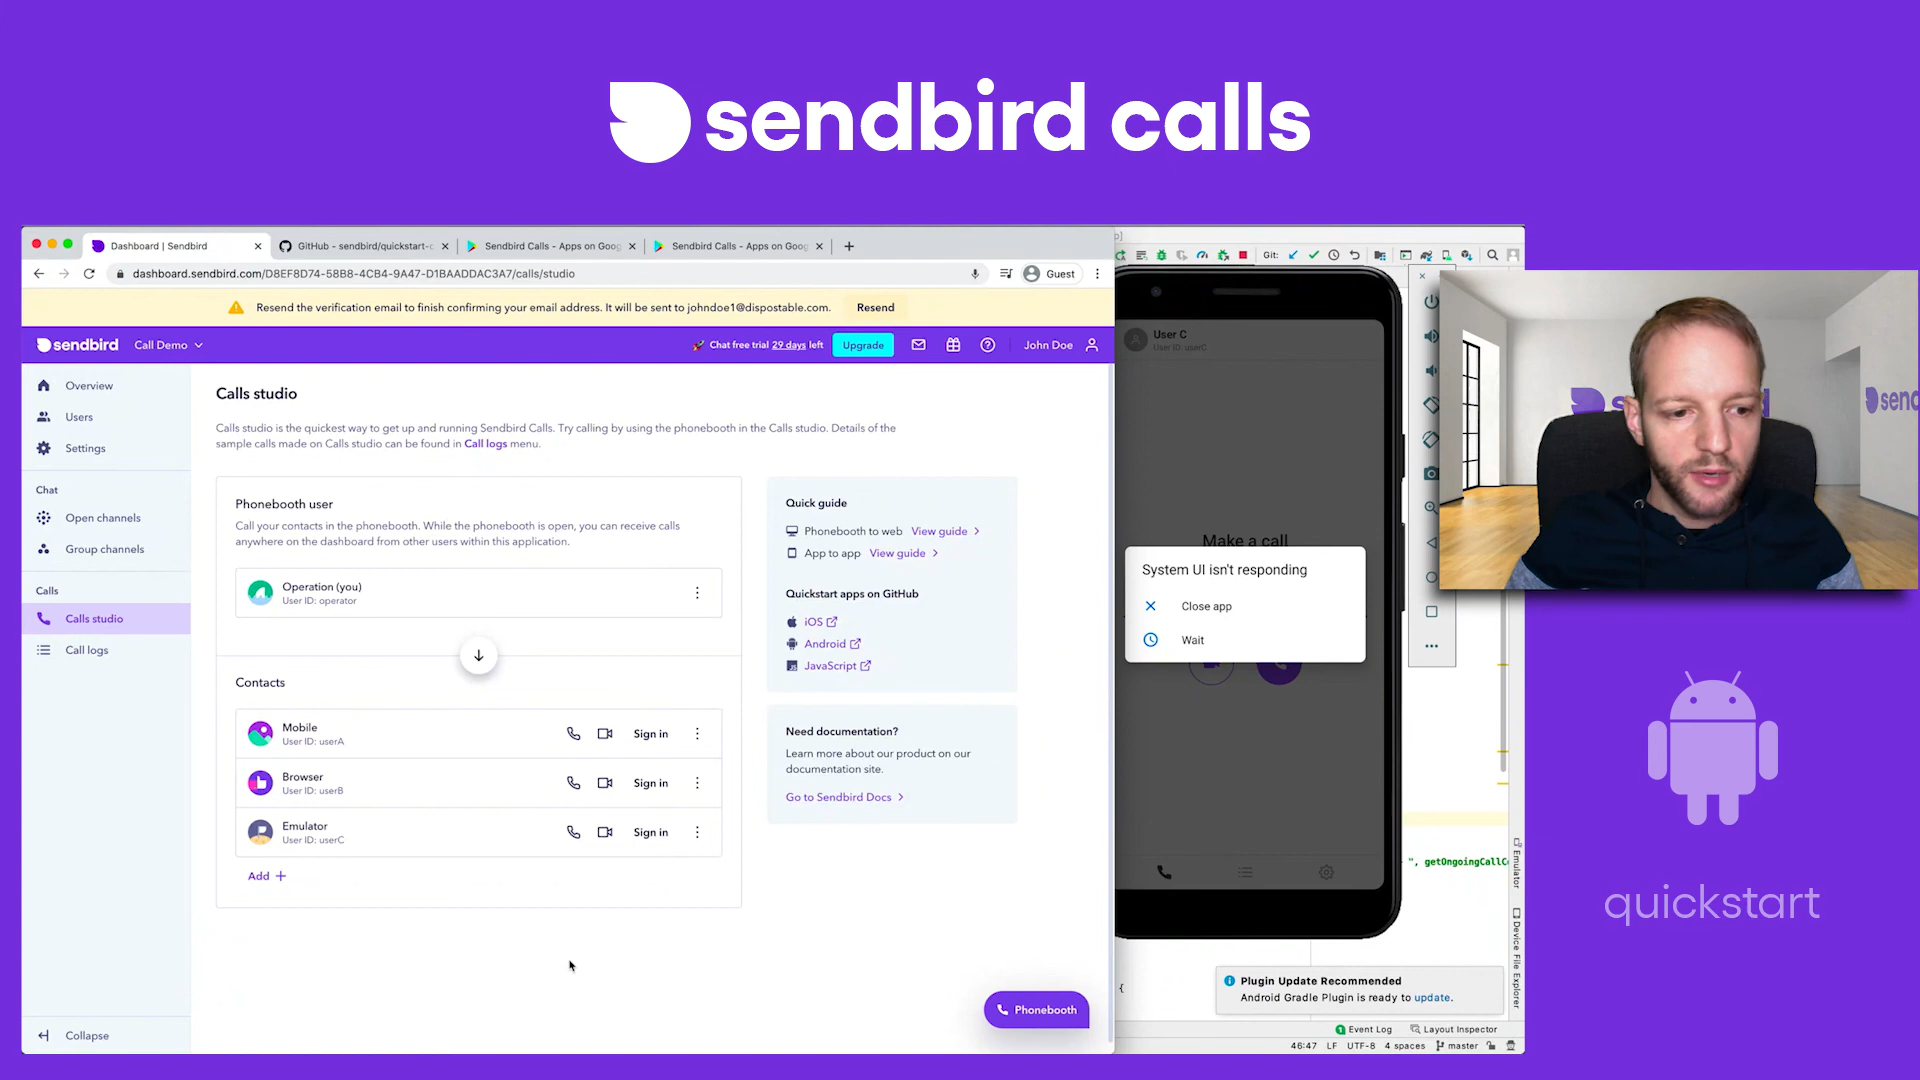 sendbird calls
Dashboard | Sendbird
GitHub - sendbird/quickstart-c
Sendbird Calls - Apps on Goog
Sendbird Calls - Apps on Goog
dashboard.sendbird.com/D8EF8D74-58B8-4CB4-9A47-D1BAADDAC3A7/calls/studio
Guest
Git:
Resend the verification email to finish confirming your email address. It will be sent to johndoe1@dispostable.com.
Resend
sendbird
Call Demo
Chat free trial 29 days left
Upgrade
John Doe
Overview
Users
Settings
Chat
Open channels
Group channels
Calls
Calls studio
Call logs
Collapse
Calls studio
Calls studio is the quickest way to get up and running Sendbird Calls. Try calling by using the phonebooth in the Calls studio. Details of the
sample calls made on Calls studio can be found in Call logs menu.
Phonebooth user
Call your contacts in the phonebooth. While the phonebooth is open, you can receive calls
anywhere on the dashboard from other users within this application.
Operation (you)
User ID: operator
Contacts
Mobile
User ID: userA
Sign in
Browser
User ID: userB
Sign in
Emulator
User ID: userC
Sign in
Add +
Quick guide
Phonebooth to web View guide
App to app View guide
Quickstart apps on GitHub
iOS
Android
JavaScript
Need documentation?
Learn more about our product on our
documentation site.
Go to Sendbird Docs
Phonebooth
User C
User ID: userC
Make a call
System UI isn't responding
Close app
Wait
", getOngoingCallC
Emulator
Device File Explorer
{
Plugin Update Recommended
Android Gradle Plugin is ready to update.
1 Event Log
Layout Inspector
46:47 LF UTF-8 4 spaces master
send
quickstart